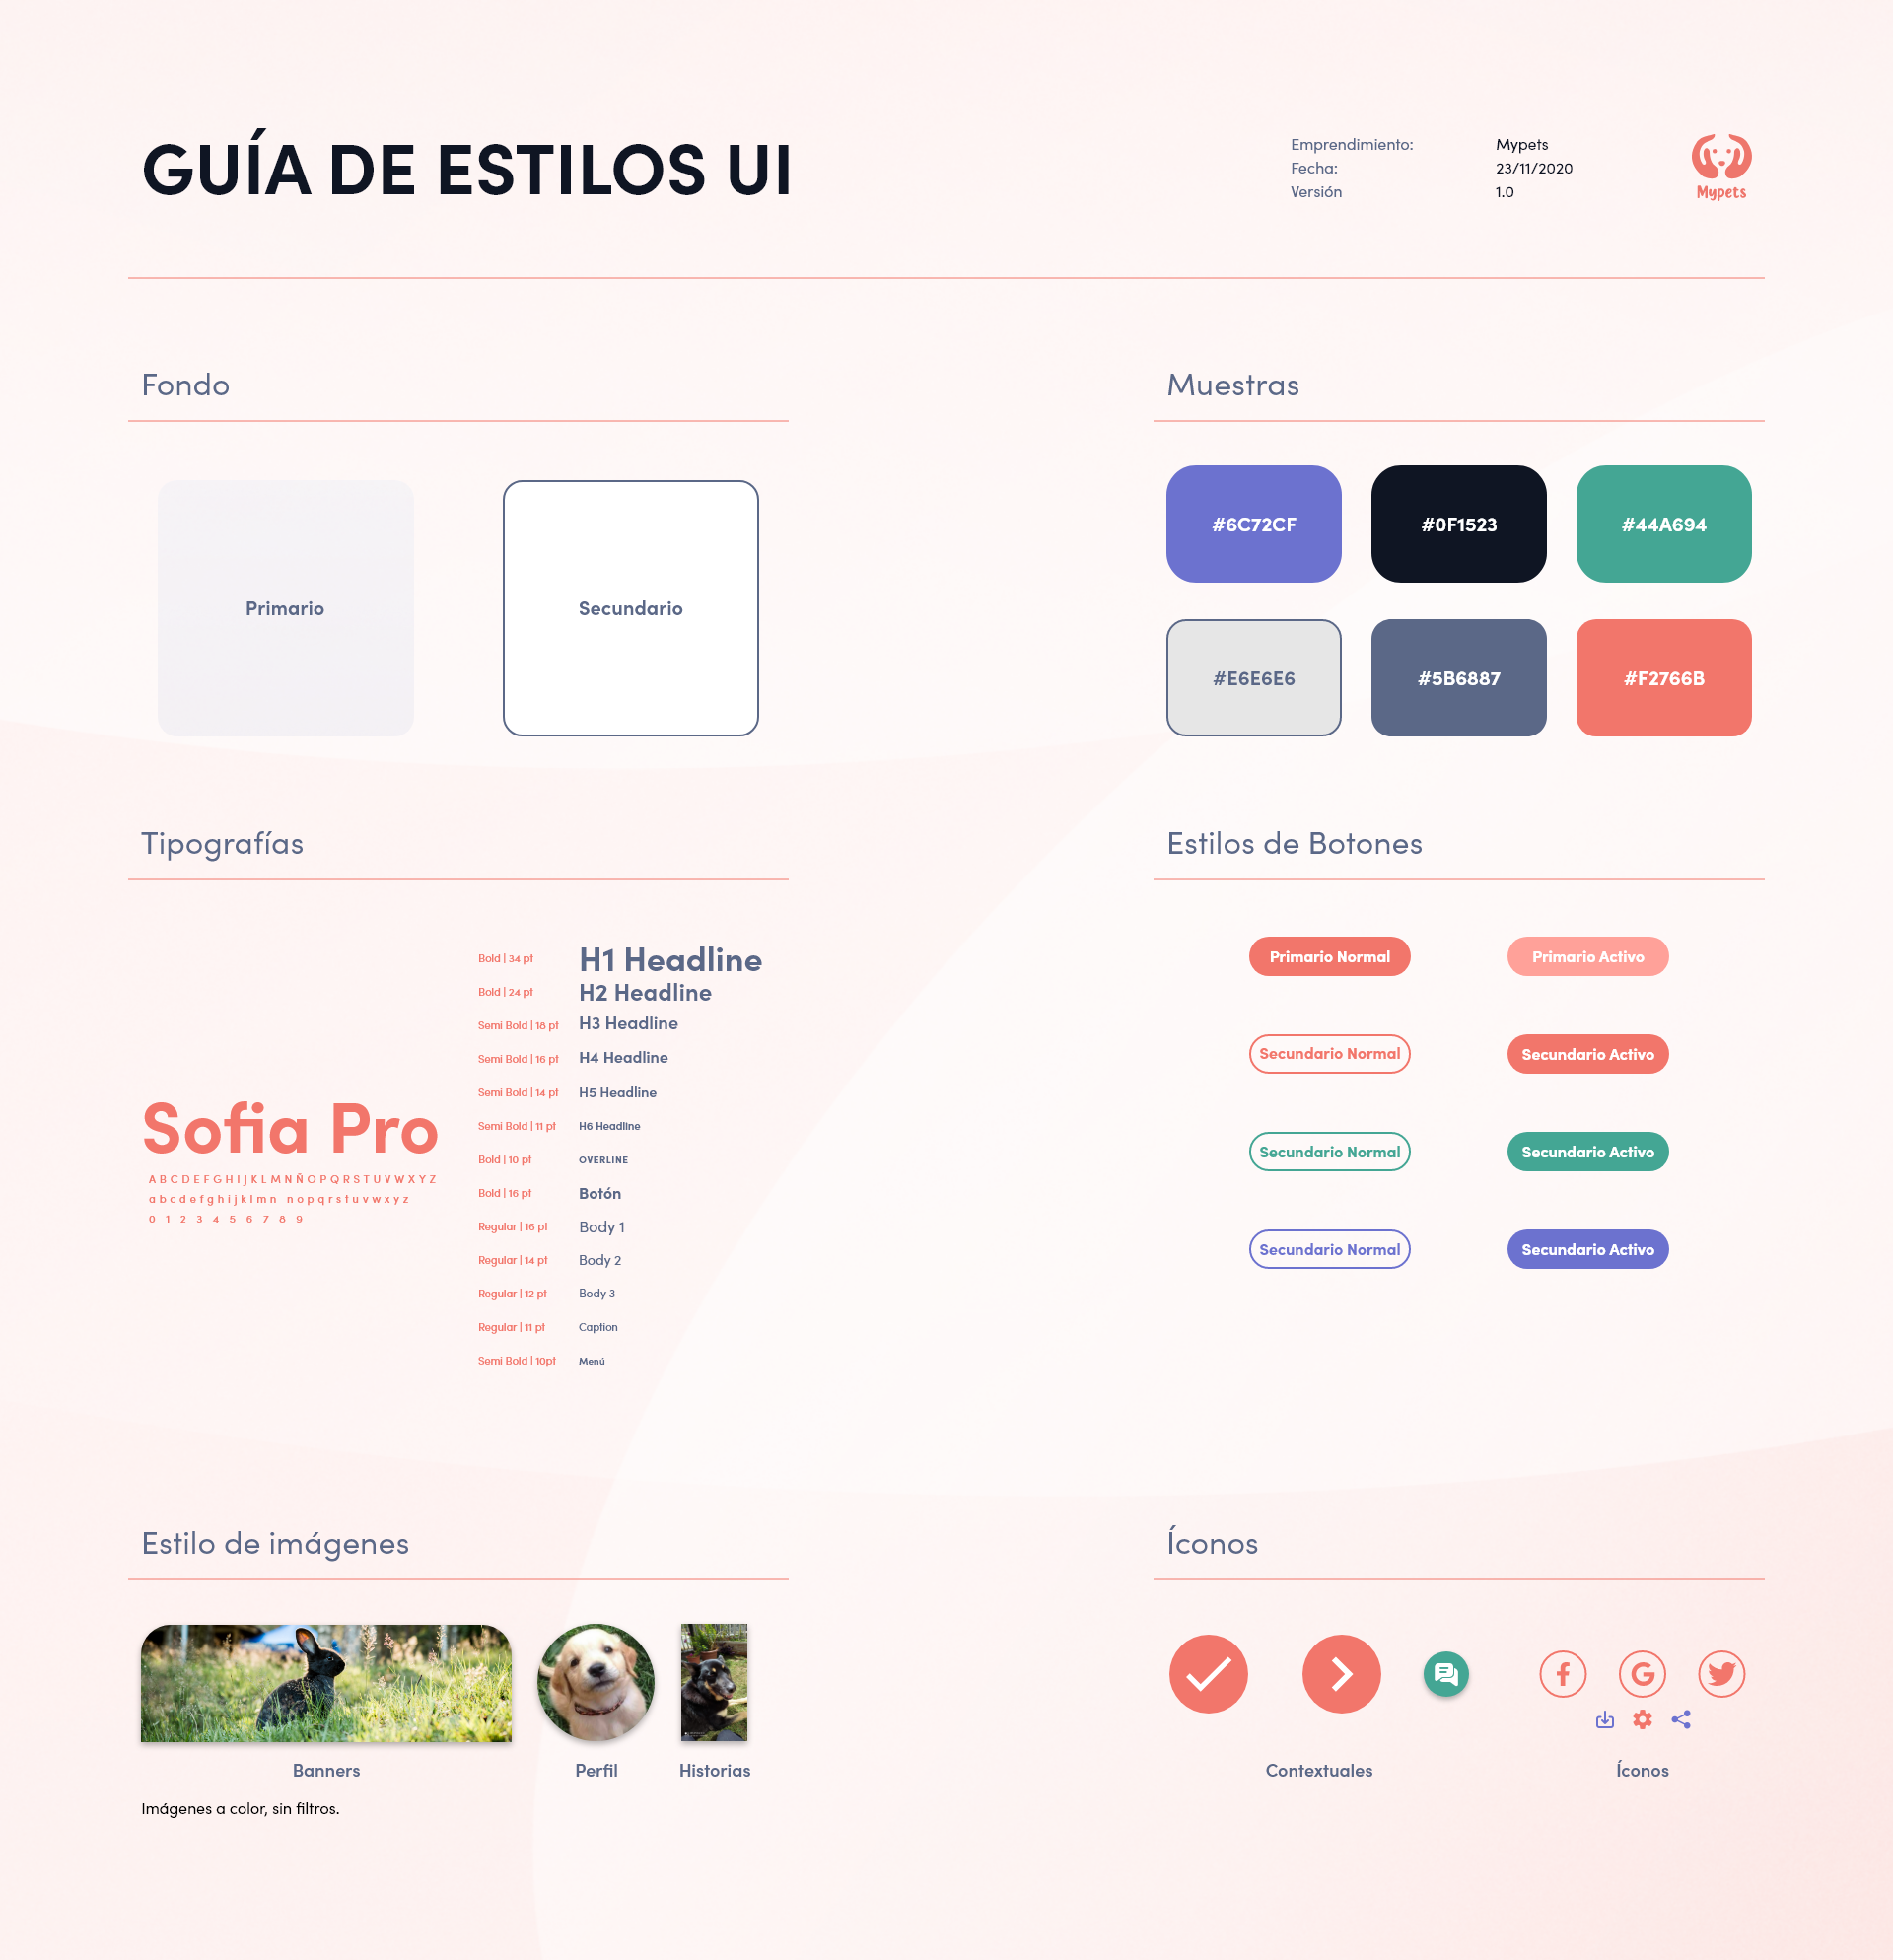 GUÍA DE ESTILOS UI
Emprendimiento: Mypets
Fecha: 23/11/2020
Versión 1.0
Mypets
Fondo
Primario
Secundario
Muestras
#6C72CF
#0F1523
#44A694
#E6E6E6
#5B6887
#F2766B
Tipografías
Sofia Pro
A B C D E F G H I J K L M N Ñ O P Q R S T U V W X Y Z
a b c d e f g h i j k l m n n o p q r s t u v w x y z
0 1 2 3 4 5 6 7 8 9
Bold | 34 pt H1 Headline
Bold | 24 pt H2 Headline
Semi Bold | 18 pt H3 Headline
Semi Bold | 16 pt H4 Headline
Semi Bold | 14 pt H5 Headline
Semi Bold | 11 pt H6 Headline
Bold | 10 pt OVERLINE
Bold | 16 pt Botón
Regular | 16 pt Body 1
Regular | 14 pt Body 2
Regular | 12 pt Body 3
Regular | 11 pt Caption
Semi Bold | 10pt Menú
Estilos de Botones
Primario Normal
Primario Activo
Secundario Normal
Secundario Activo
Secundario Normal
Secundario Activo
Secundario Normal
Secundario Activo
Estilo de imágenes
Banners
Perfil
Historias
Imágenes a color, sin filtros.
Íconos
Contextuales
Íconos